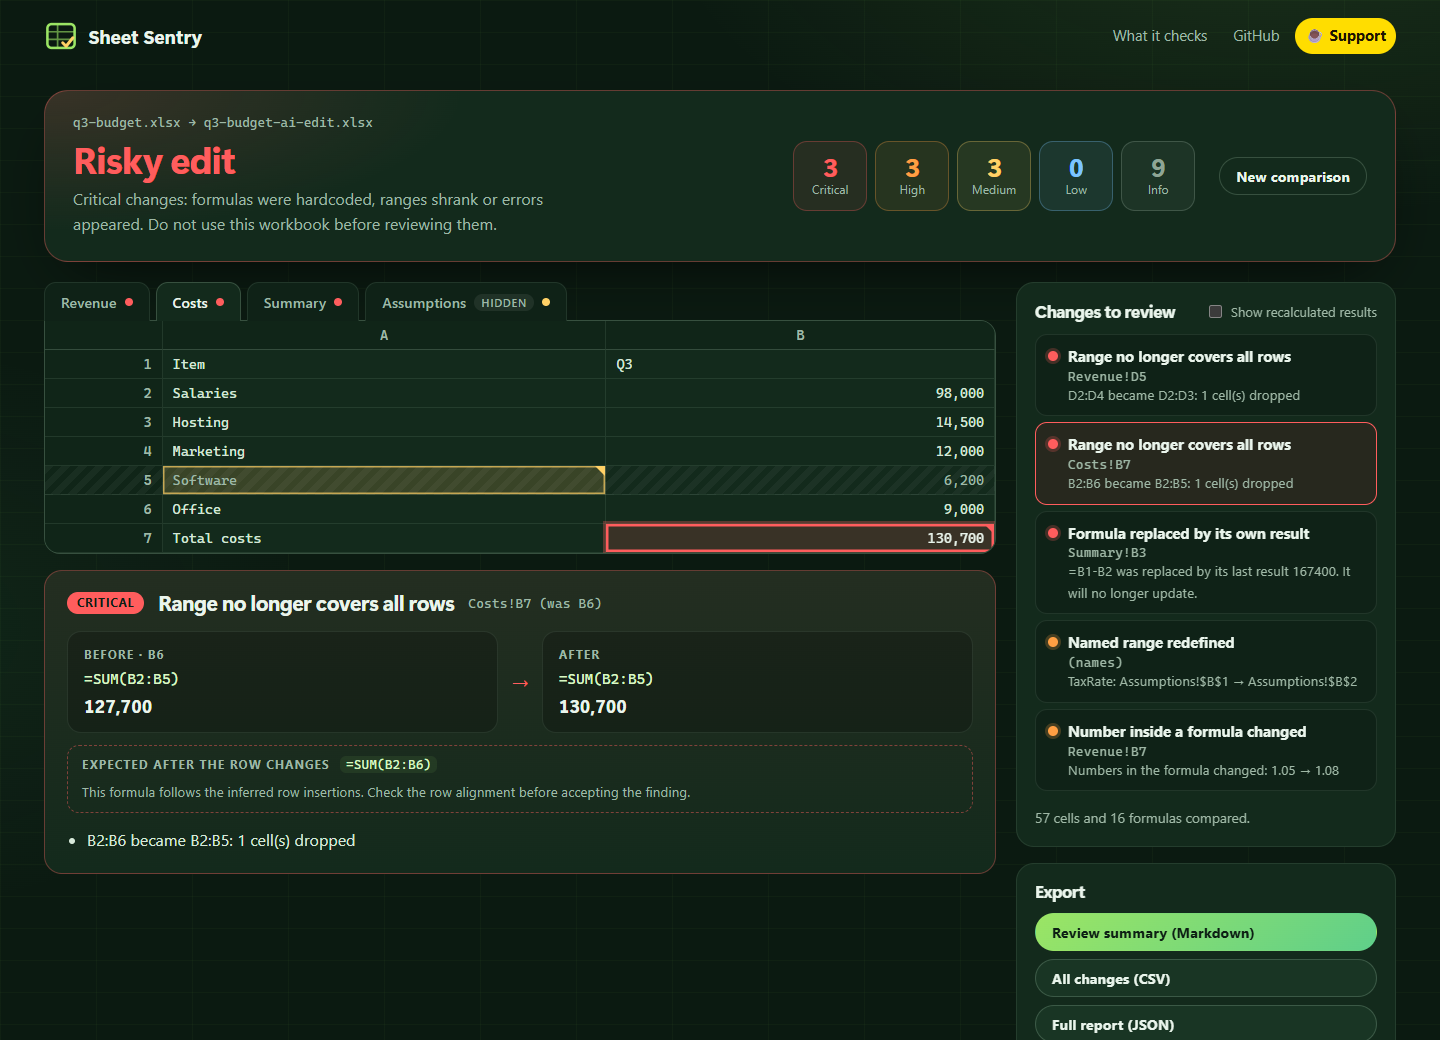 Sheet Sentry
What it checks
GitHub
Support
q3-budget.xlsx → q3-budget-ai-edit.xlsx
Risky edit
Critical changes: formulas were hardcoded, ranges shrank or errors
appeared. Do not use this workbook before reviewing them.
3
Critical
3
High
3
Medium
0
Low
9
Info
New comparison
Revenue
Costs
Summary
Assumptions HIDDEN
A B
1 Item Q3
2 Salaries 98,000
3 Hosting 14,500
4 Marketing 12,000
5 Software 6,200
6 Office 9,000
7 Total costs 130,700
CRITICAL Range no longer covers all rows Costs!B7 (was B6)
BEFORE · B6
=SUM(B2:B5)
127,700
→
AFTER
=SUM(B2:B5)
130,700
EXPECTED AFTER THE ROW CHANGES =SUM(B2:B6)
This formula follows the inferred row insertions. Check the row alignment before accepting the finding.
• B2:B6 became B2:B5: 1 cell(s) dropped
Changes to review
Show recalculated results
Range no longer covers all rows
Revenue!D5
D2:D4 became D2:D3: 1 cell(s) dropped
Range no longer covers all rows
Costs!B7
B2:B6 became B2:B5: 1 cell(s) dropped
Formula replaced by its own result
Summary!B3
=B1-B2 was replaced by its last result 167400. It
will no longer update.
Named range redefined
(names)
TaxRate: Assumptions!$B$1 → Assumptions!$B$2
Number inside a formula changed
Revenue!B7
Numbers in the formula changed: 1.05 → 1.08
57 cells and 16 formulas compared.
Export
Review summary (Markdown)
All changes (CSV)
Full report (JSON)